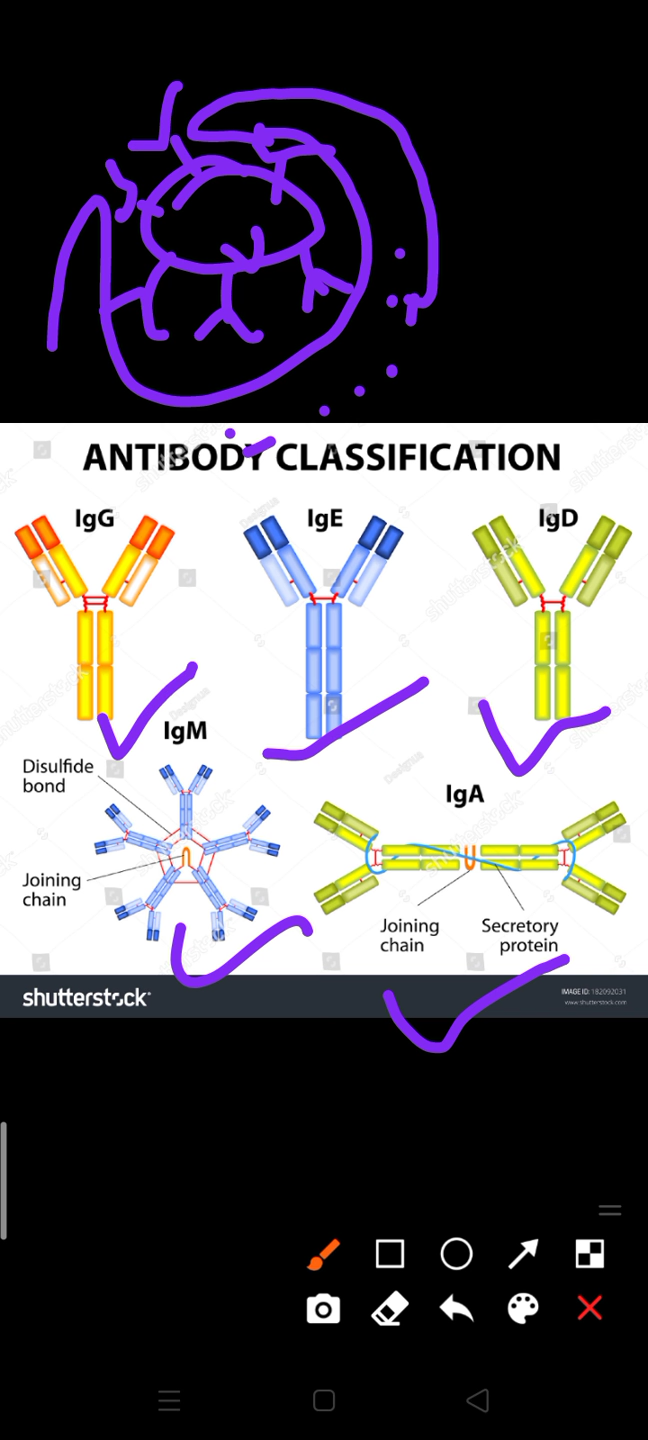 ANTIBODY CLASSIFICATION
IgG
IgE
IgD
IgM
Disulfide
bond
Joining
chain
IgA
Joining
chain
Secretory
protein
shutterstock
IMAGE ID: 182092031
www.shutterstock.com